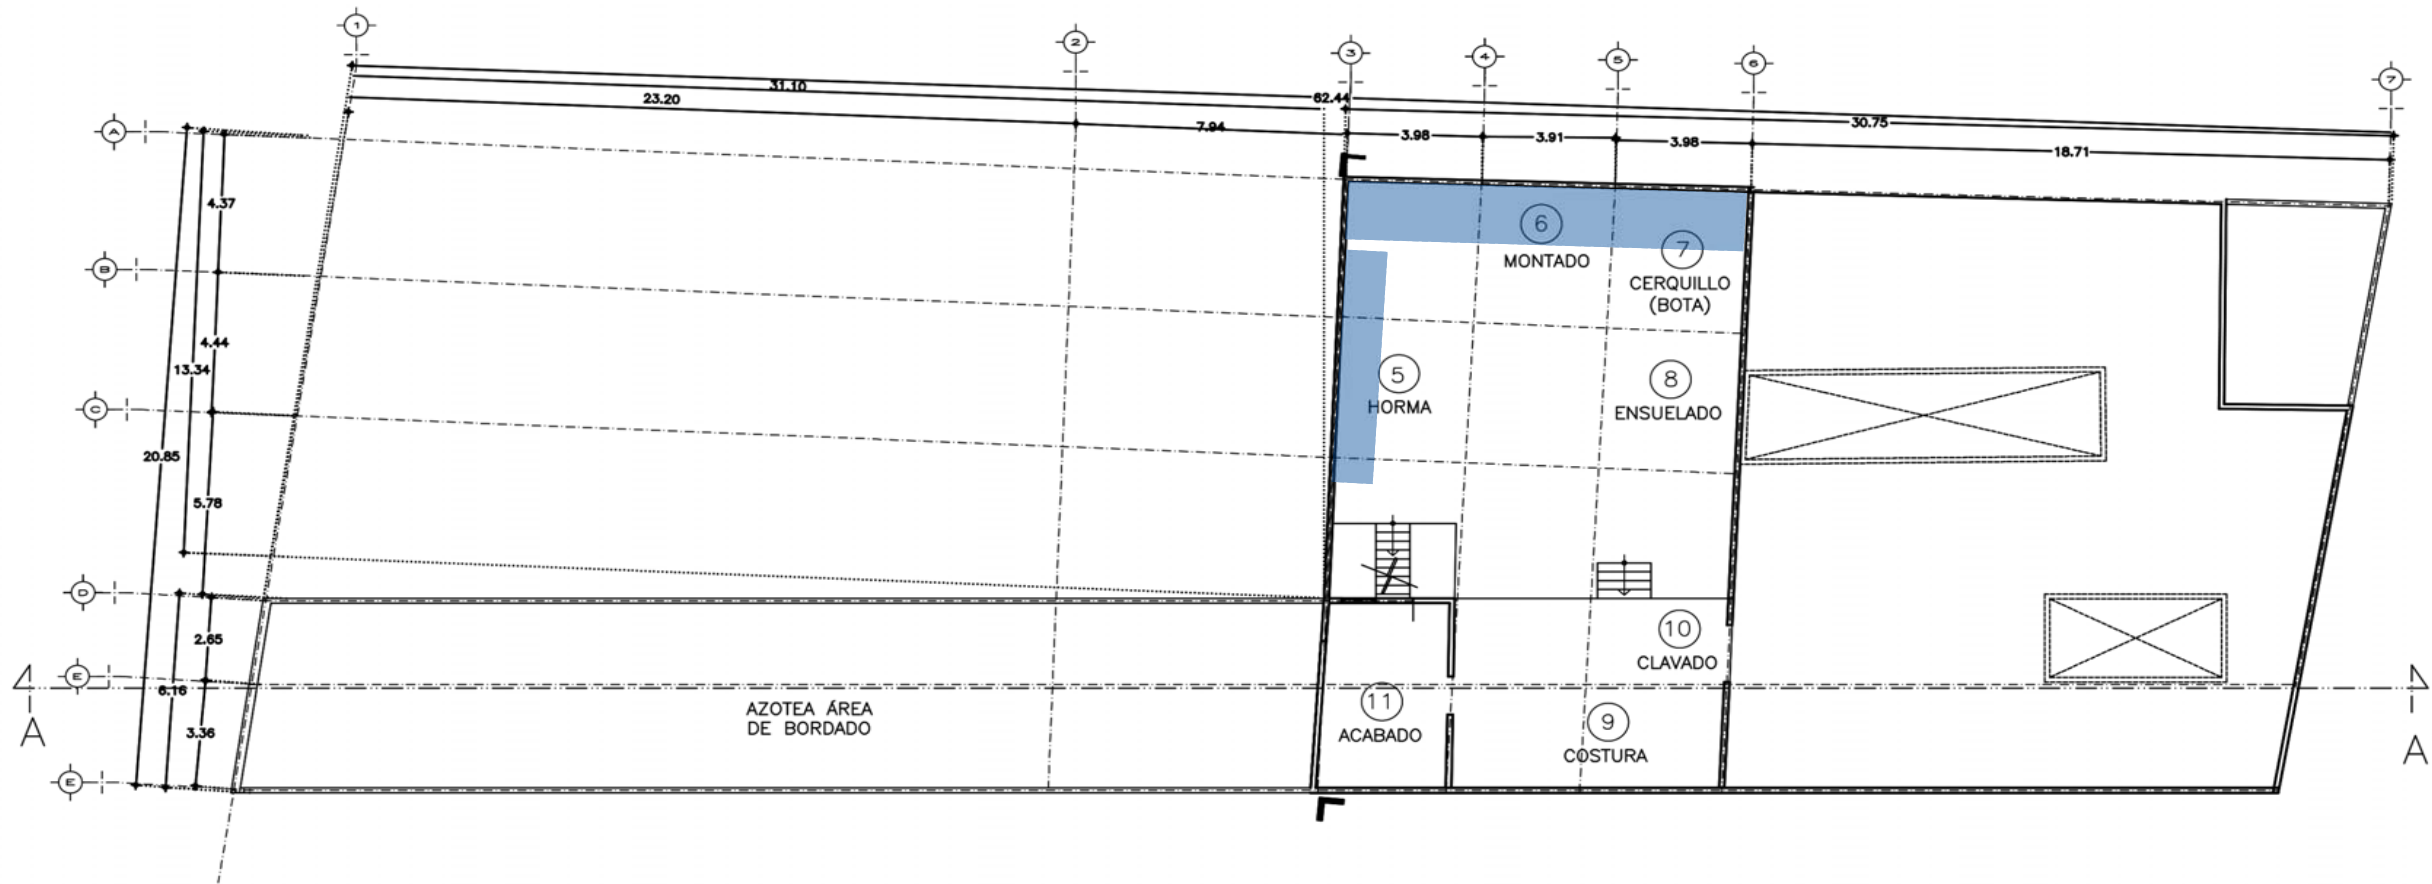 1
2
3
4
5
6
7
31.10
62.44
23.20
7.94
3.98
3.91
3.98
30.75
18.71
A
4.37
B
4.44
13.34
C
20.85
5.78
D
2.65
E
6.16
3.36
E
A
A
6
MONTADO
7
CERQUILLO
(BOTA)
5
HORMA
8
ENSUELADO
10
CLAVADO
11
ACABADO
9
COSTURA
AZOTEA ÁREA
DE BORDADO